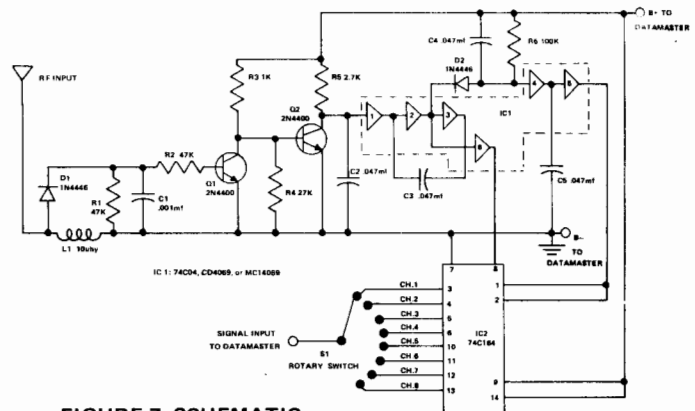 B+ TO
DATAMASTER
C4 .047mf
R6 100K
D2
1N4446
R3 1K
R5 2.7K
RF INPUT
Q2
2N4400
1
2
3
4
5
6
IC1
R2 47K
D1
1N4446
R1
47K
C1
.001mf
Q1
2N4400
R4 27K
C2 .047mf
C3 .047mf
C5 .047mf
L1 10uhy
B-
TO
DATAMASTER
IC 1: 74C04, CD4069, or MC14069
7
8
CH.1
3
1
CH.2
4
2
CH.3
5
CH.4
6
IC2
74C164
CH.5
10
CH.6
11
CH.7
12
9
CH.8
13
14
SIGNAL INPUT
TO DATAMASTER
S1
ROTARY SWITCH
FIGURE 7 SCHEMATIC